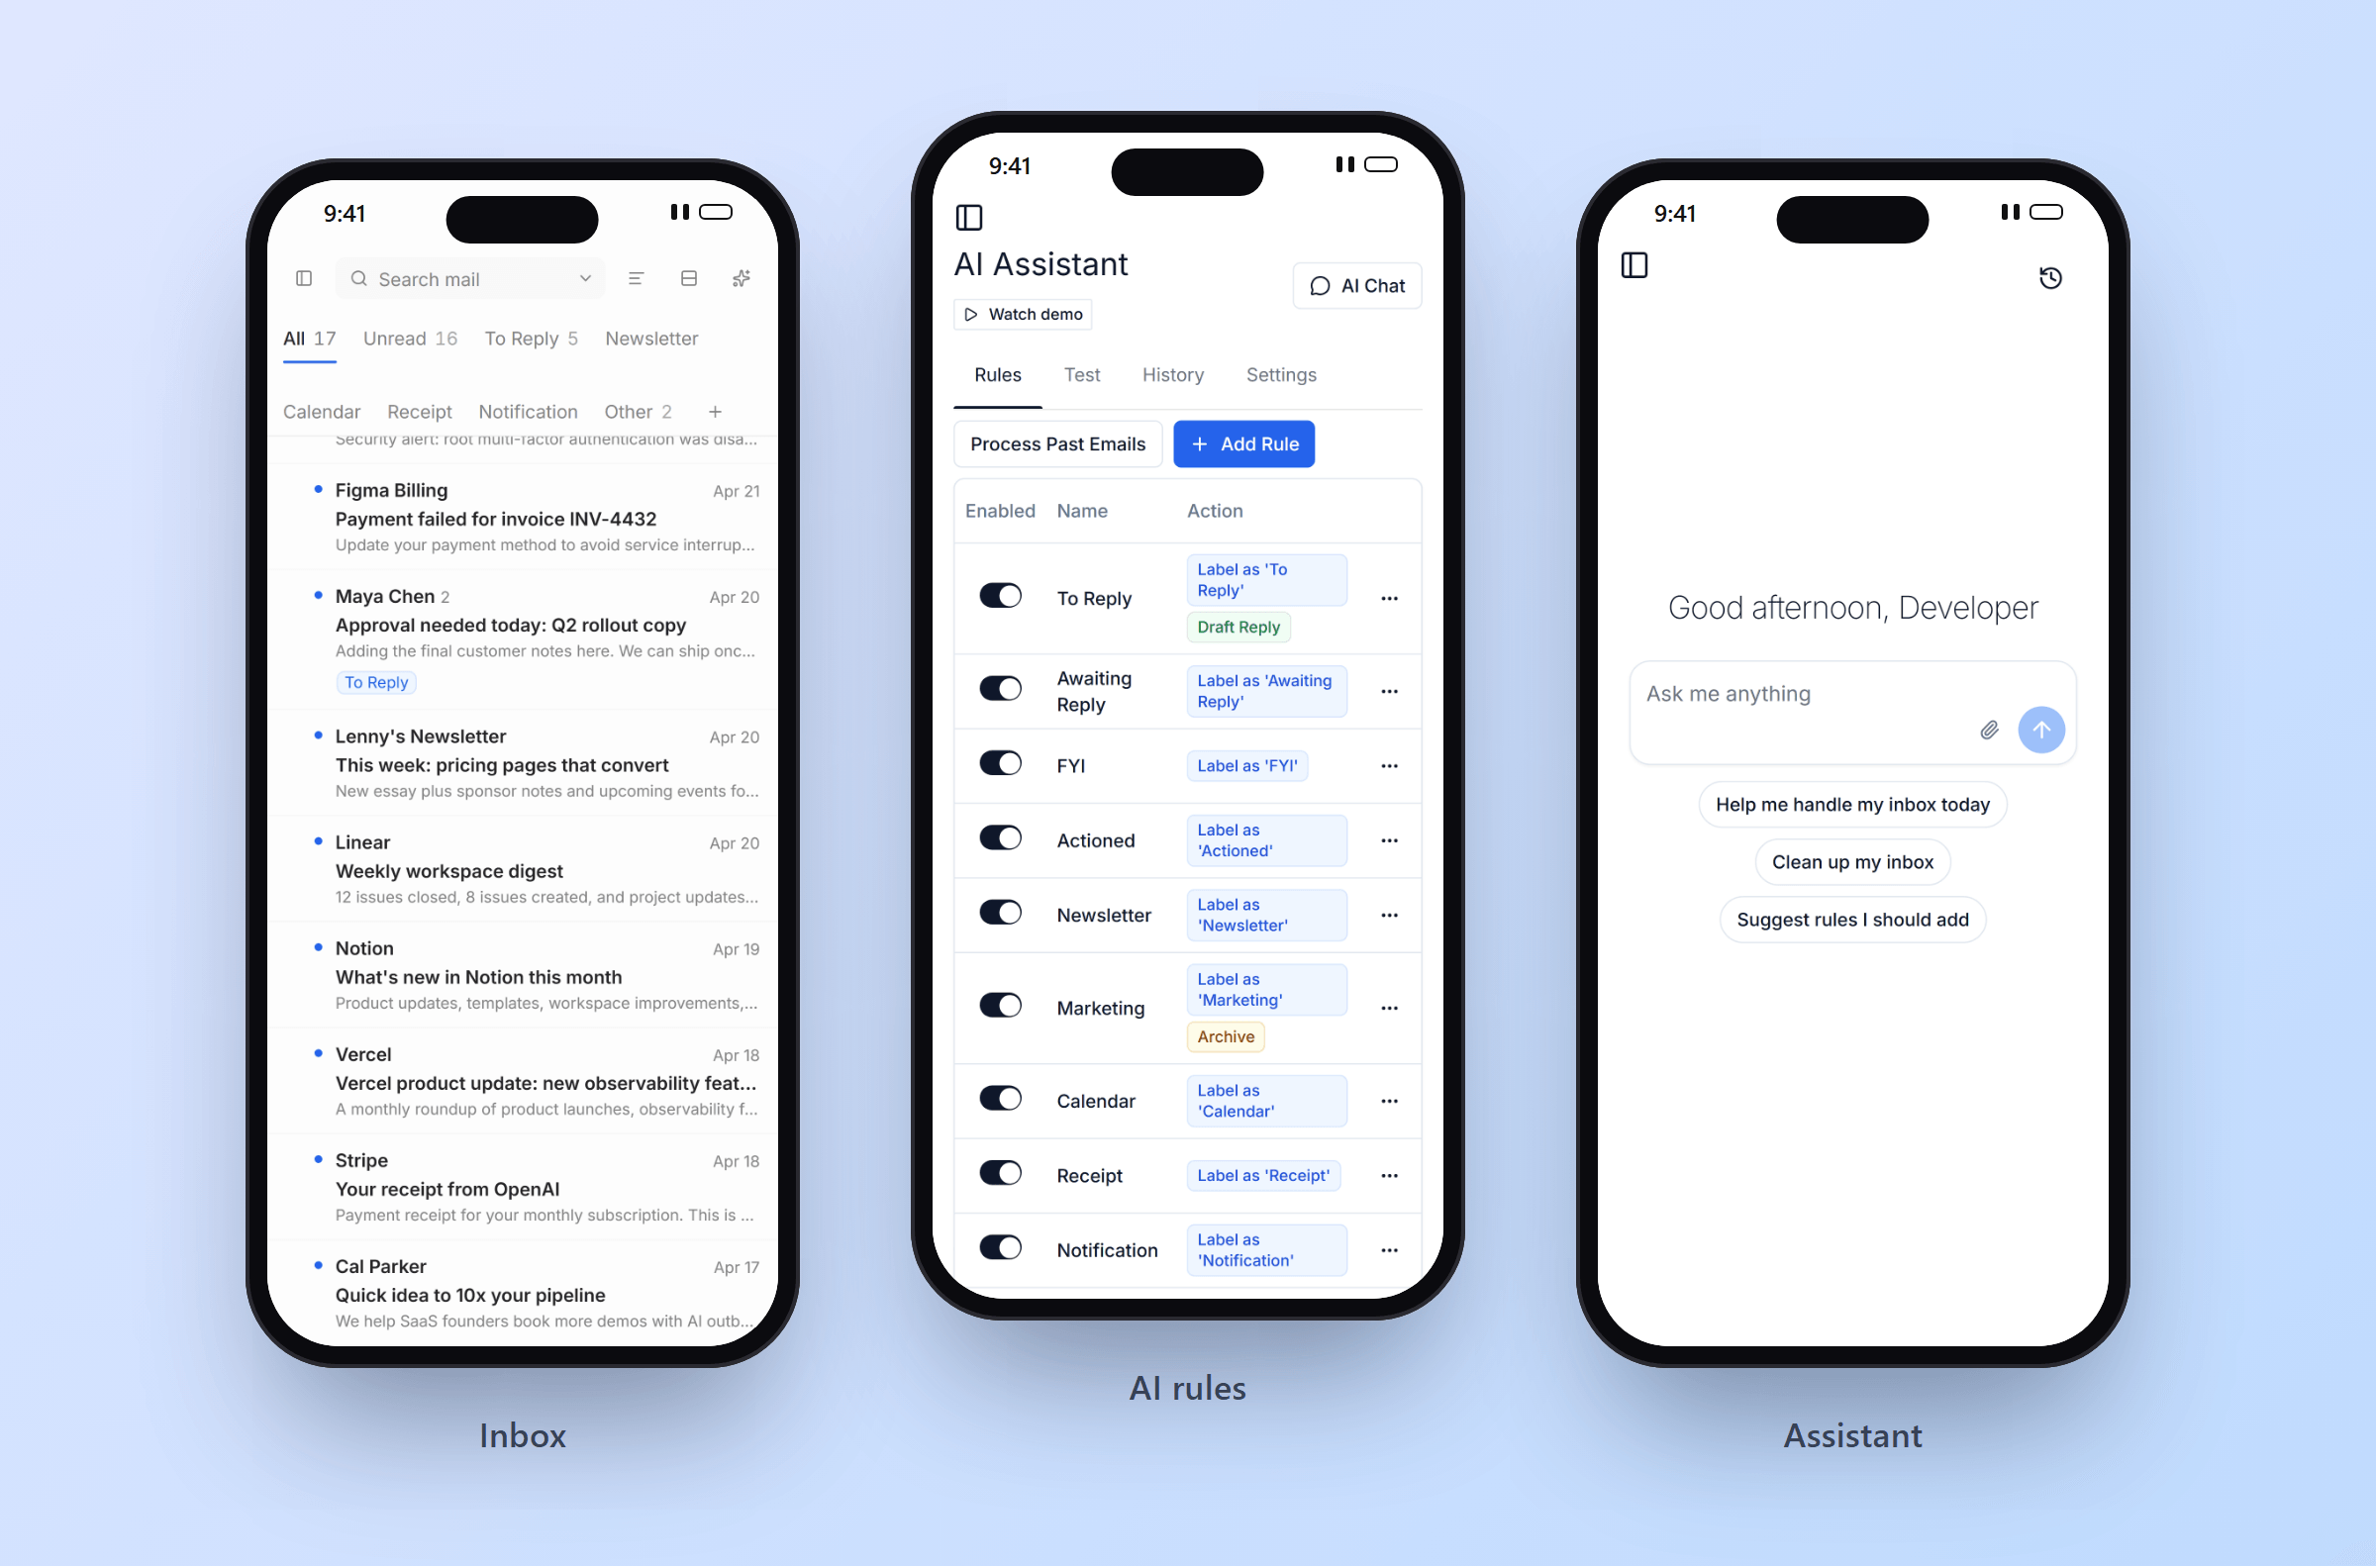 9:41
Search mail
All 17 Unread 16 To Reply 5 Newsletter
Calendar Receipt Notification Other 2 +
Security alert: root multi-factor authentication was disa...
Figma Billing Apr 21
Payment failed for invoice INV-4432
Update your payment method to avoid service interrup...
Maya Chen 2 Apr 20
Approval needed today: Q2 rollout copy
Adding the final customer notes here. We can ship onc...
To Reply
Lenny's Newsletter Apr 20
This week: pricing pages that convert
New essay plus sponsor notes and upcoming events fo...
Linear Apr 20
Weekly workspace digest
12 issues closed, 8 issues created, and project updates...
Notion Apr 19
What's new in Notion this month
Product updates, templates, workspace improvements,...
Vercel Apr 18
Vercel product update: new observability feat...
A monthly roundup of product launches, observability f...
Stripe Apr 18
Your receipt from OpenAI
Payment receipt for your monthly subscription. This is ...
Cal Parker Apr 17
Quick idea to 10x your pipeline
We help SaaS founders book more demos with AI outb...
Inbox
9:41
AI Assistant
AI Chat
Watch demo
Rules Test History Settings
Process Past Emails + Add Rule
Enabled Name Action
To Reply
Label as 'To
Reply'
Draft Reply
Awaiting
Reply
Label as 'Awaiting
Reply'
FYI
Label as 'FYI'
Actioned
Label as
'Actioned'
Newsletter
Label as
'Newsletter'
Marketing
Label as
'Marketing'
Archive
Calendar
Label as
'Calendar'
Receipt
Label as 'Receipt'
Notification
Label as
'Notification'
AI rules
9:41
Good afternoon, Developer
Ask me anything
Help me handle my inbox today
Clean up my inbox
Suggest rules I should add
Assistant